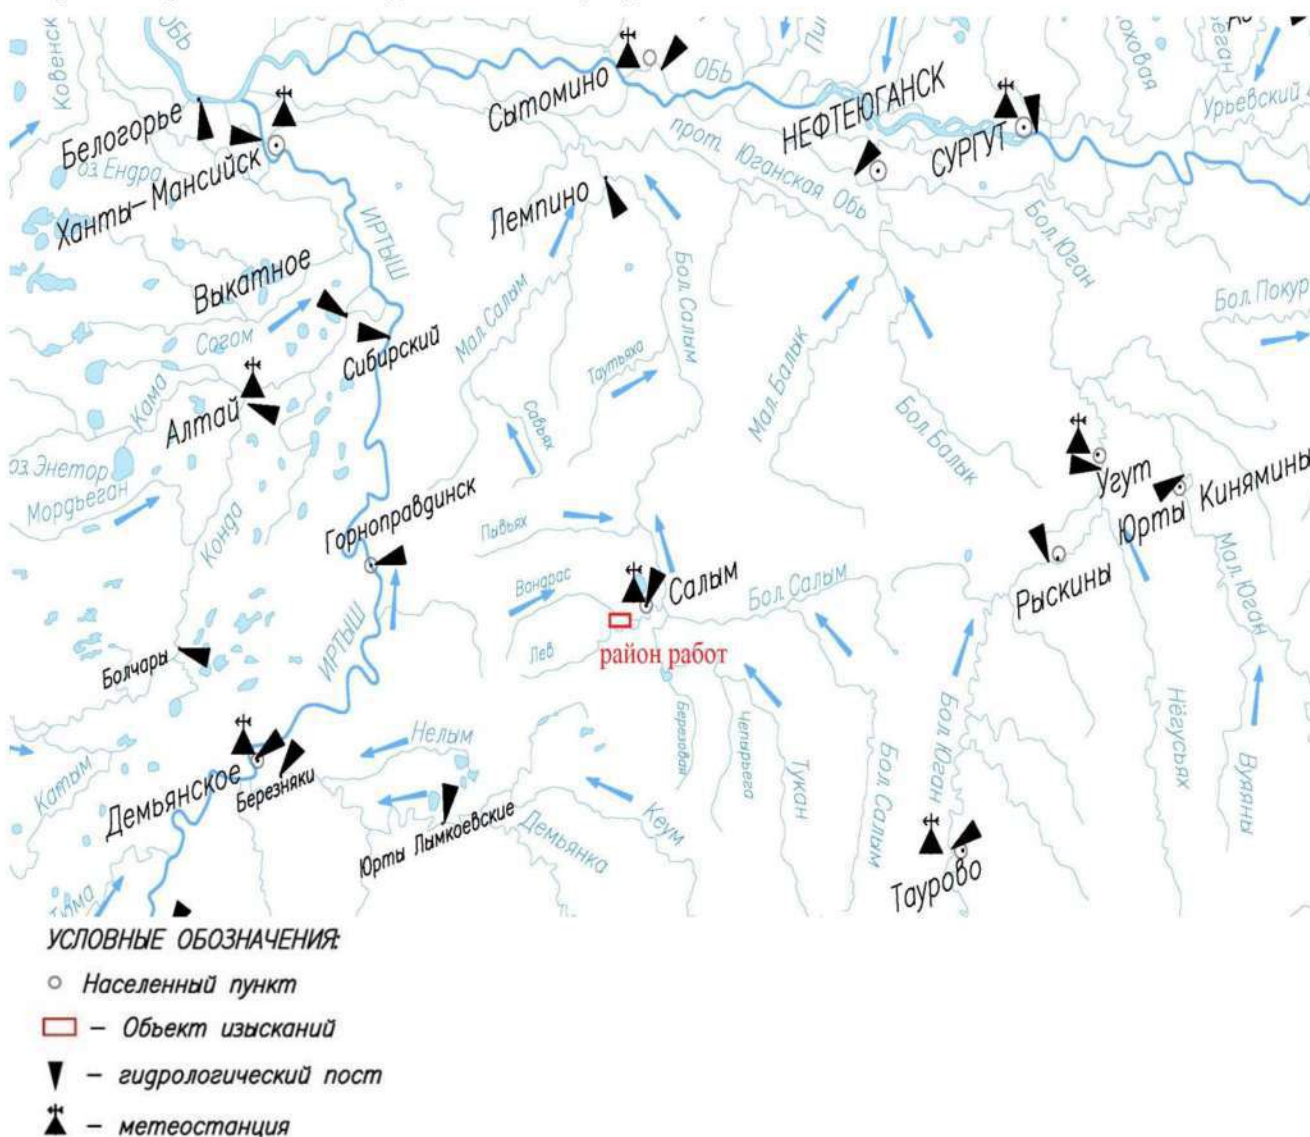 Ковенск
ОБЬ
Белогорье
оз. Ендра
Ханты-Мансийск
Сытомино
ОБЬ
НЕФТЕЮГАНСК
СУРГУТ
Урьевский
прот. Юганская Обь
Лемпино
ИРТЫШ
Выкатное
Согом
Сибирский
Мал. Салым
Бол. Салым
Таутьяха
Савьях
Мал. Балык
Бол. Балык
Бол. Юган
Бол. Покур
Кама
Алтай
оз. Энетор
Мордьеган
Конда
Горноправдинск
Пывьях
Вандрас
Салым
Бол. Салым
Лев
район работ
Угут
Юрты Кинямины
Рыскины
Мал. Юган
Болчары
ИРТЫШ
Нелым
Березовая
Чепырьега
Тукан
Бол. Салым
Бол. Юган
Нёгусьях
Вуяяны
Катым
Демьянское
Березняки
Юрты Лымкоевские
Демьянка
Кеум
Таурово
УСЛОВНЫЕ ОБОЗНАЧЕНИЯ:
Населенный пункт
– Объект изысканий
– гидрологический пост
– метеостанция